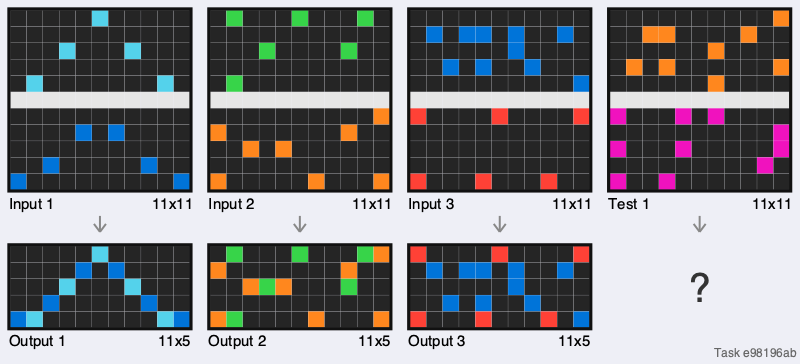 Input 1 11x11
Input 2 11x11
Input 3 11x11
Test 1 11x11
?
Output 1 11x5
Output 2 11x5
Output 3 11x5
Task e98196ab